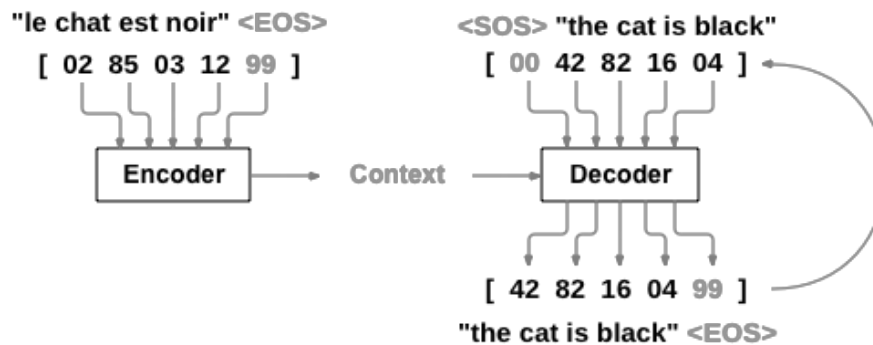 "le chat est noir" <EOS>
[ 02 85 03 12 99 ]
Encoder
Context
<SOS> "the cat is black"
[ 00 42 82 16 04 ]
Decoder
[ 42 82 16 04 99 ]
"the cat is black" <EOS>